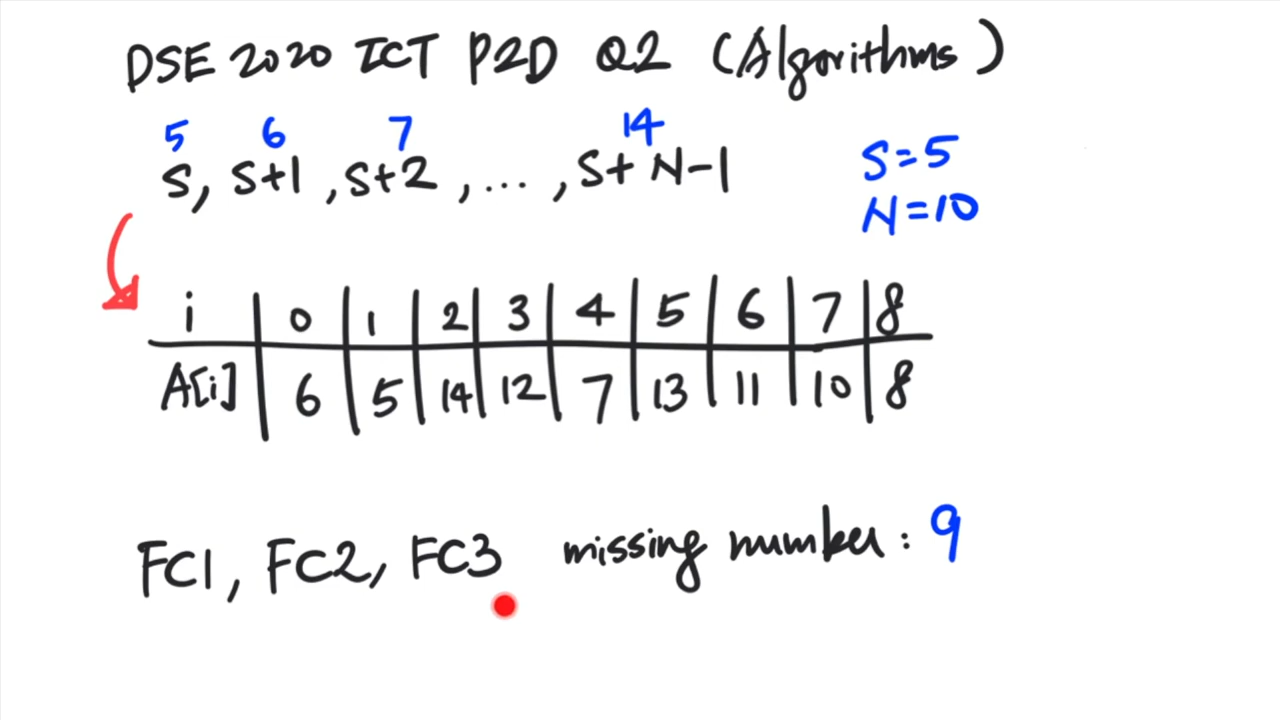 DSE 2020 ICT P2D Q2 (Algorithms)
5 6 7 14
S, S+1, S+2, ..., S+N-1
S=5
N=10
i 0 1 2 3 4 5 6 7 8
A[i] 6 5 14 12 7 13 11 10 8
FC1, FC2, FC3 missing number: 9